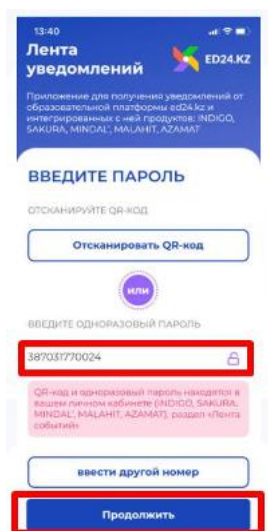 13:40
Лента
уведомлений
ED24.KZ
Приложение для получения уведомлений от
образовательной платформы ed24.kz и
интегрированных с ней продуктов: INDIGO,
SAKURA, MINDAL', MALAHIT, AZAMAT
ВВЕДИТЕ ПАРОЛЬ
ОТСКАНИРУЙТЕ QR-КОД
Отсканировать QR-код
или
ВВЕДИТЕ ОДНОРАЗОВЫЙ ПАРОЛЬ
387031770024
QR-код и одноразовый пароль находятся в
вашем личном кабинете (INDIGO, SAKURA,
MINDAL', MALAHIT, AZAMAT), раздел «Лента
событий»
ввести другой номер
Продолжить